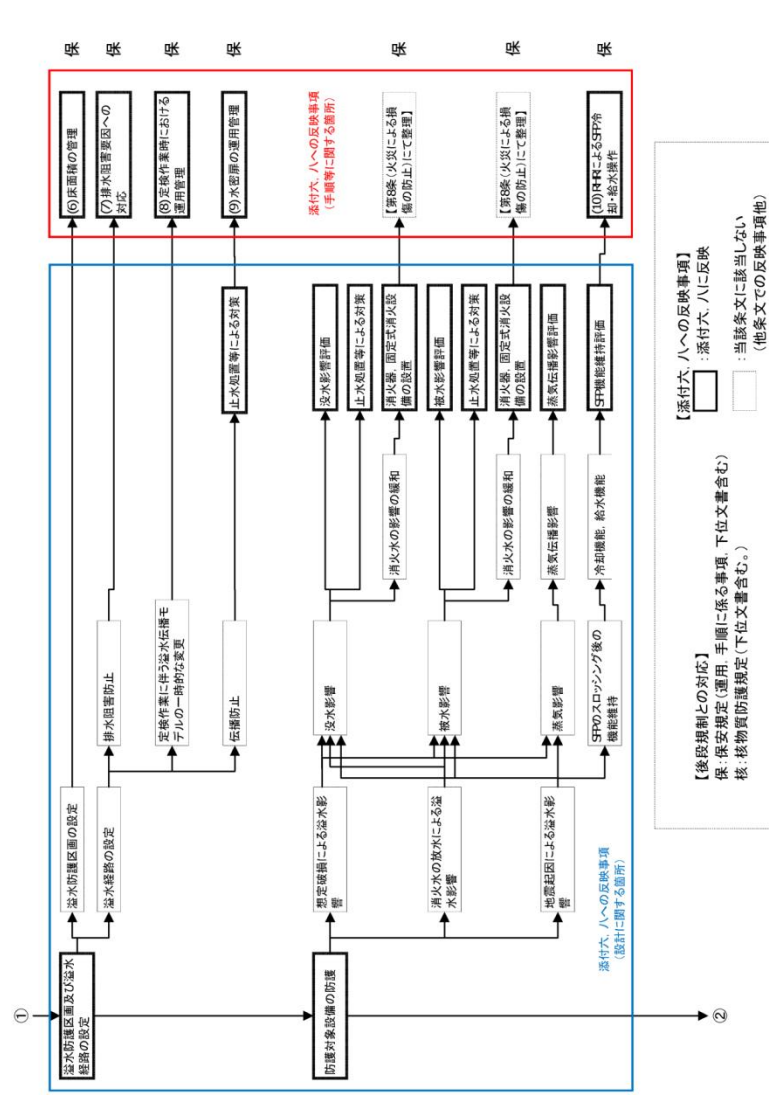 ①
溢水防護区画及び溢水
経路の設定
溢水防護区画の設定
(6)床面積の管理
保
溢水経路の設定
排水阻害防止
(7)排水阻害要因への
対応
保
定検作業に伴う溢水伝播モ
デルの一時的な変更
(8)定検作業時における
運用管理
保
伝播防止
止水処置等による対策
(9)水密扉の運用管理
保
添付六, 八への反映事項
(手順等に関する箇所)
防護対象設備の防護
想定破損による溢水影
響
没水影響
没水影響評価
止水処置等による対策
消火水の影響の緩和
消火器, 固定式消火設
備の設置
【第8条(火災による損
傷の防止)にて整理】
保
消火水の放水による溢
水影響
被水影響
被水影響評価
止水処置等による対策
消火水の影響の緩和
消火器, 固定式消火設
備の設置
【第8条(火災による損
傷の防止)にて整理】
保
地震起因による溢水影
響
蒸気影響
蒸気伝播影響
蒸気伝播影響評価
SFPのスロッシング後の
機能維持
冷却機能, 給水機能
SFP機能維持評価
(10)RHRによるSFP冷
却・給水操作
保
添付六, 八への反映事項
(設計に関する箇所)
②
【後段規制との対応】
保:保安規定(運用, 手順に係る事項, 下位文書含む)
核:核物質防護規定(下位文書含む。)
【添付六, 八への反映事項】
:添付六, 八に反映
:当該条文に該当しない
(他条文での反映事項他)